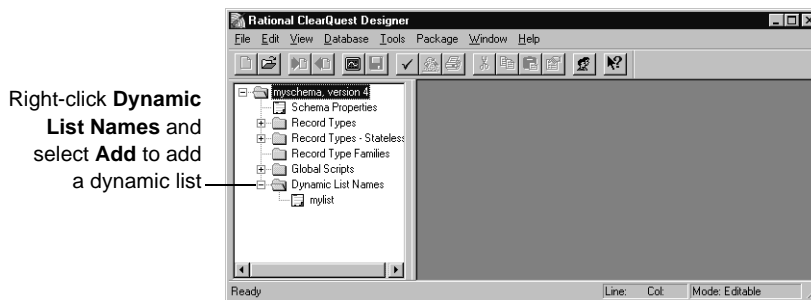 Rational ClearQuest Designer
File Edit View Database Tools Package Window Help
Right-click Dynamic
List Names and
select Add to add
a dynamic list
myschema, version 4
Schema Properties
Record Types
Record Types - Stateless
Record Type Families
Global Scripts
Dynamic List Names
mylist
Ready Line: Col: Mode: Editable